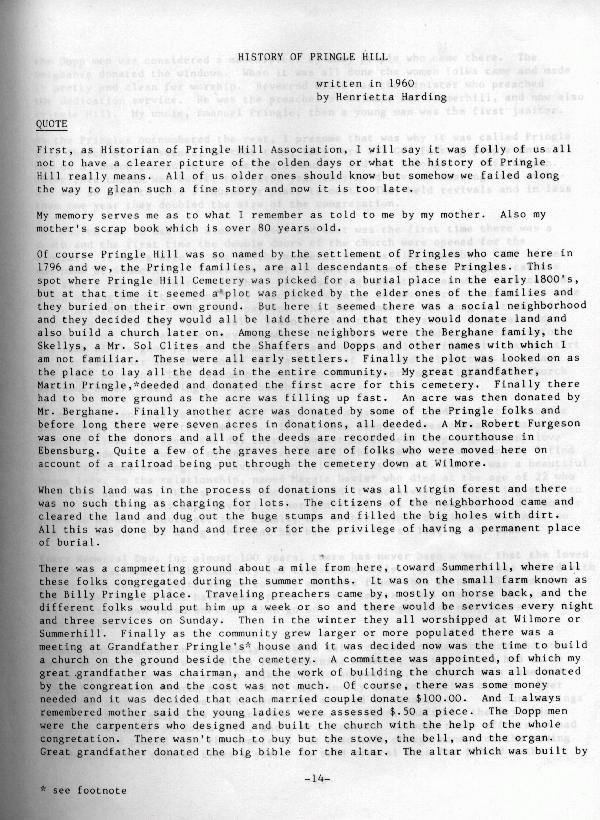 HISTORY OF PRINGLE HILL
written in 1960
by Henrietta Harding
QUOTE
First, as Historian of Pringle Hill Association, I will say it was folly of us all
not to have a clearer picture of the olden days or what the history of Pringle
Hill really means. All of us older ones should know but somehow we failed along
the way to glean such a fine story and now it is too late.
My memory serves me as to what I remember as told to me by my mother. Also my
mother's scrap book which is over 80 years old.
Of course Pringle Hill was so named by the settlement of Pringles who came here in
1796 and we, the Pringle families, are all descendants of these Pringles. This
spot where Pringle Hill Cemetery was picked for a burial place in the early 1800's,
but at that time it seemed a*plot was picked by the elder ones of the families and
they buried on their own ground. But here it seemed there was a social neighborhood
and they decided they would all be laid there and that they would donate land and
also build a church later on. Among these neighbors were the Berghane family, the
Skellys, a Mr. Sol Clites and the Shaffers and Dopps and other names with which I
am not familiar. These were all early settlers. Finally the plot was looked on as
the place to lay all the dead in the entire community. My great grandfather,
Martin Pringle,*deeded and donated the first acre for this cemetery. Finally there
had to be more ground as the acre was filling up fast. An acre was then donated by
Mr. Berghane. Finally another acre was donated by some of the Pringle folks and
before long there were seven acres in donations, all deeded. A Mr. Robert Furgeson
was one of the donors and all of the deeds are recorded in the courthouse in
Ebensburg. Quite a few of the graves here are of folks who were moved here on
account of a railroad being put through the cemetery down at Wilmore.
When this land was in the process of donations it was all virgin forest and there
was no such thing as charging for lots. The citizens of the neighborhood came and
cleared the land and dug out the huge stumps and filled the big holes with dirt.
All this was done by hand and free or for the privilege of having a permanent place
of burial.
There was a campmeeting ground about a mile from here, toward Summerhill, where all
these folks congregated during the summer months. It was on the small farm known as
the Billy Pringle place. Traveling preachers came by, mostly on horse back, and the
different folks would put him up a week or so and there would be services every night
and three services on Sunday. Then in the winter they all worshiped at Wilmore or
Summerhill. Finally as the community grew larger or more populated there was a
meeting at Grandfather Pringle's* house and it was decided now was the time to build
a church on the ground beside the cemetery. A committee was appointed, of which my
great grandfather was chairman, and the work of building the church was all donated
by the congreation and the cost was not much. Of course, there was some money
needed and it was decided that each married couple donate $100.00. And I always
remembered mother said the young ladies were assessed $.50 a piece. The Dopp men
were the carpenters who designed and built the church with the help of the whole
congretation. There wasn't much to buy but the stove, the bell, and the organ.
Great grandfather donated the big bible for the altar. The altar which was built by
-14-
* see footnote